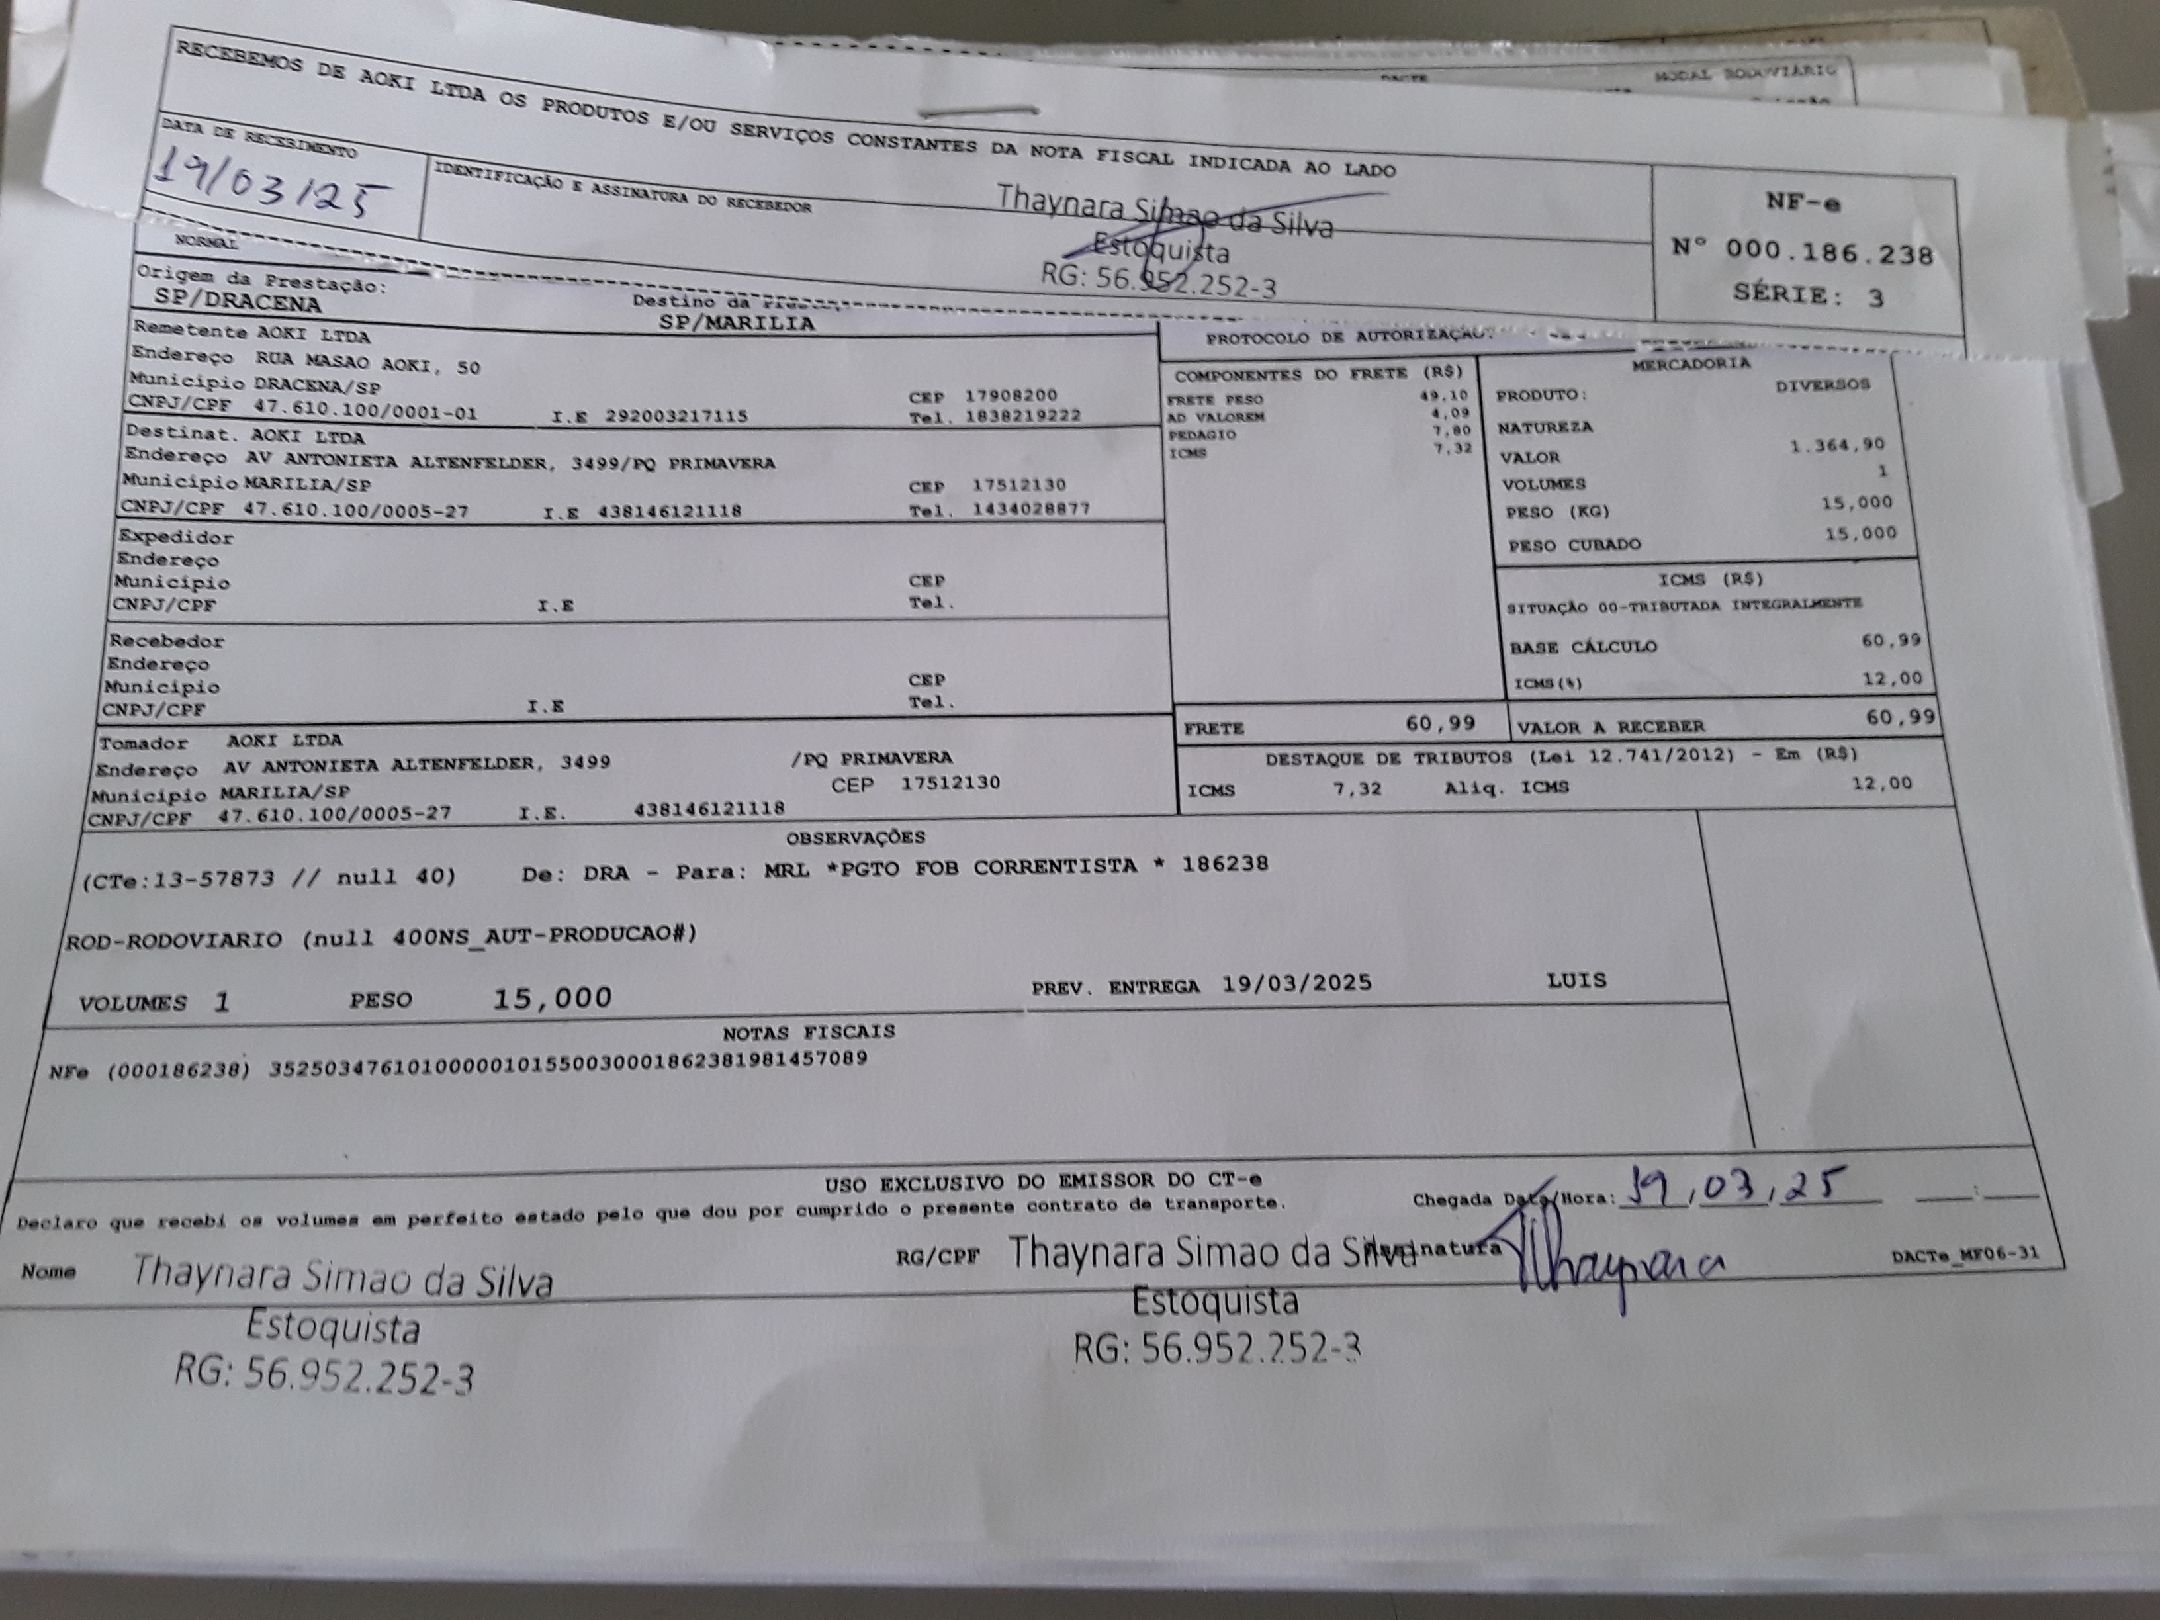 DACTE
MODAL RODOVIÁRIO
RECEBEMOS DE AOKI LTDA OS PRODUTOS E/OU SERVIÇOS CONSTANTES DA NOTA FISCAL INDICADA AO LADO
DATA DE RECEBIMENTO
19/03/25
IDENTIFICAÇÃO E ASSINATURA DO RECEBEDOR
Thaynara Simao da Silva
Estoquista
RG: 56.952.252-3
NF-e
Nº 000.186.238
SÉRIE: 3
NORMAL
Origem da Prestação:
SP/DRACENA
Destino da
SP/MARILIA
PROTOCOLO DE AUTORIZAÇÃO:
Remetente AOKI LTDA
Endereço RUA MASAO AOKI, 50
Município DRACENA/SP CEP 17908200
CNPJ/CPF 47.610.100/0001-01 I.E 292003217115 Tel. 1838219222
Destinat. AOKI LTDA
Endereço AV ANTONIETA ALTENFELDER, 3499/PQ PRIMAVERA
Município MARILIA/SP CEP 17512130
CNPJ/CPF 47.610.100/0005-27 I.E 438146121118 Tel. 1434028877
Expedidor
Endereço
Município CEP
CNPJ/CPF I.E Tel.
Recebedor
Endereço
Município CEP
CNPJ/CPF I.E Tel.
Tomador AOKI LTDA
Endereço AV ANTONIETA ALTENFELDER, 3499 /PQ PRIMAVERA
Município MARILIA/SP CEP 17512130
CNPJ/CPF 47.610.100/0005-27 I.E. 438146121118
COMPONENTES DO FRETE (R$)
FRETE PESO 49,10
AD VALOREM 4,09
PEDAGIO 7,80
ICMS 7,32
FRETE 60,99
MERCADORIA
PRODUTO: DIVERSOS
NATUREZA
VALOR 1.364,90
VOLUMES 1
PESO (KG) 15,000
PESO CUBADO 15,000
ICMS (R$)
SITUAÇÃO 00-TRIBUTADA INTEGRALMENTE
BASE CÁLCULO 60,99
ICMS(%) 12,00
VALOR A RECEBER 60,99
DESTAQUE DE TRIBUTOS (Lei 12.741/2012) - Em (R$)
ICMS 7,32 Aliq. ICMS 12,00
OBSERVAÇÕES
(CTe:13-57873 // null 40) De: DRA - Para: MRL *PGTO FOB CORRENTISTA * 186238
ROD-RODOVIARIO (null 400NS_AUT-PRODUCAO#)
VOLUMES 1 PESO 15,000 PREV. ENTREGA 19/03/2025 LUIS
NOTAS FISCAIS
NFe (000186238) 35250347610100000101550030001862381981457089
USO EXCLUSIVO DO EMISSOR DO CT-e
Declaro que recebi os volumes em perfeito estado pelo que dou por cumprido o presente contrato de transporte.
Chegada Data/Hora: 19/03/25 __:__
Nome Thaynara Simao da Silva
Estoquista
RG: 56.952.252-3
RG/CPF Thaynara Simao da Silva
Estoquista
RG: 56.952.252-3
Assinatura Thaynara
DACTe_MF06-31